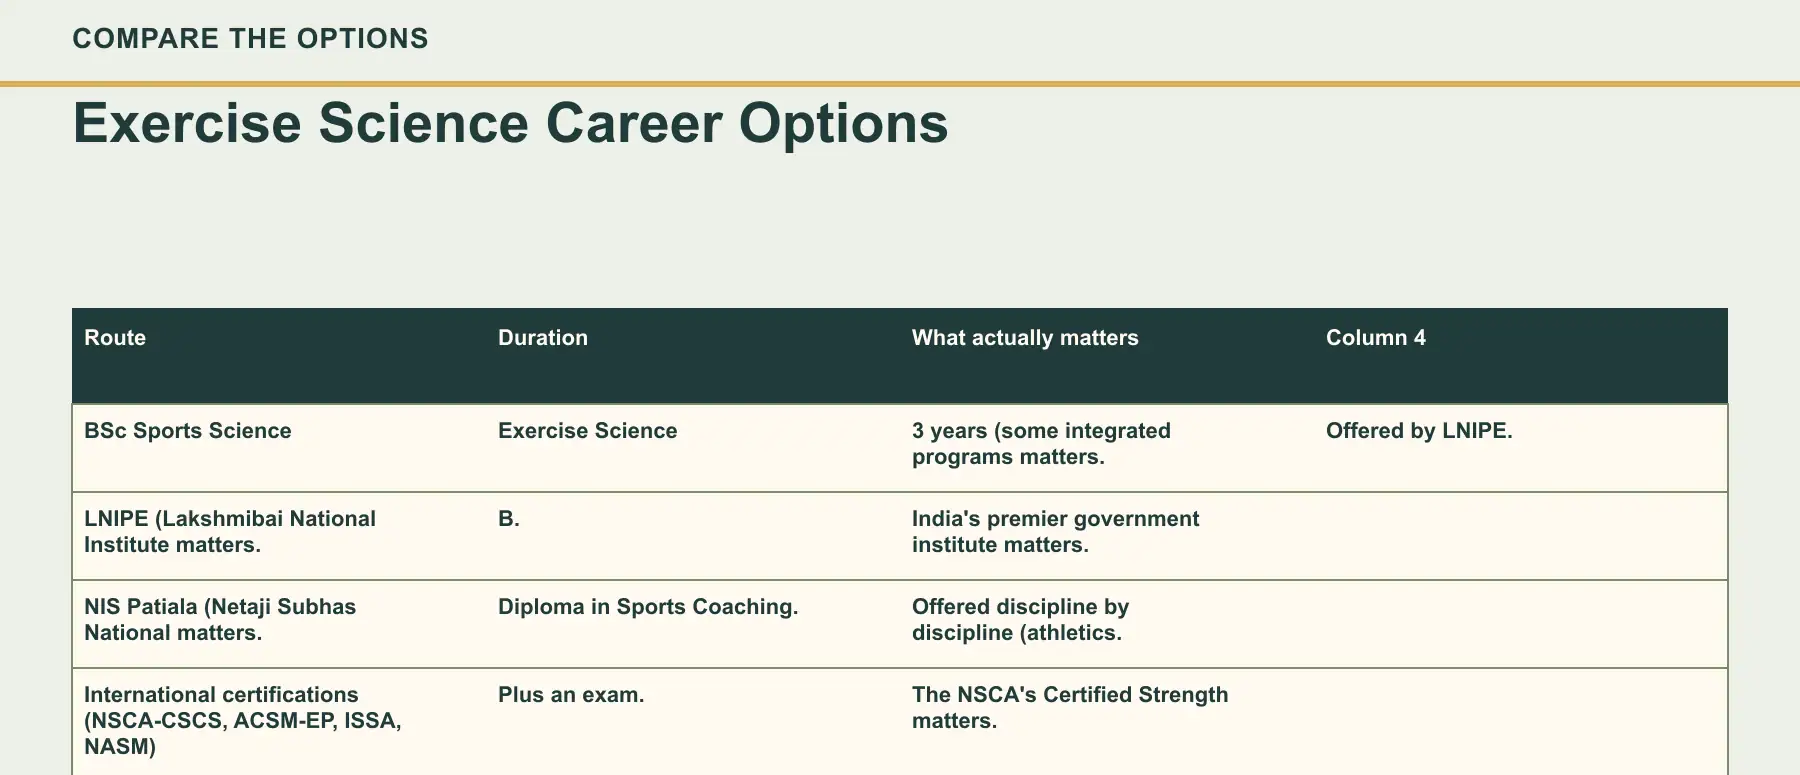 COMPARE THE OPTIONS
Exercise Science Career Options
Route Duration What actually matters Column 4
BSc Sports Science Exercise Science 3 years (some integrated Offered by LNIPE.
programs matters.
LNIPE (Lakshmibai National B. India's premier government
Institute matters. institute matters.
NIS Patiala (Netaji Subhas Diploma in Sports Coaching. Offered discipline by
National matters. discipline (athletics.
International certifications Plus an exam. The NSCA's Certified Strength
(NSCA-CSCS, ACSM-EP, ISSA, matters.
NASM)